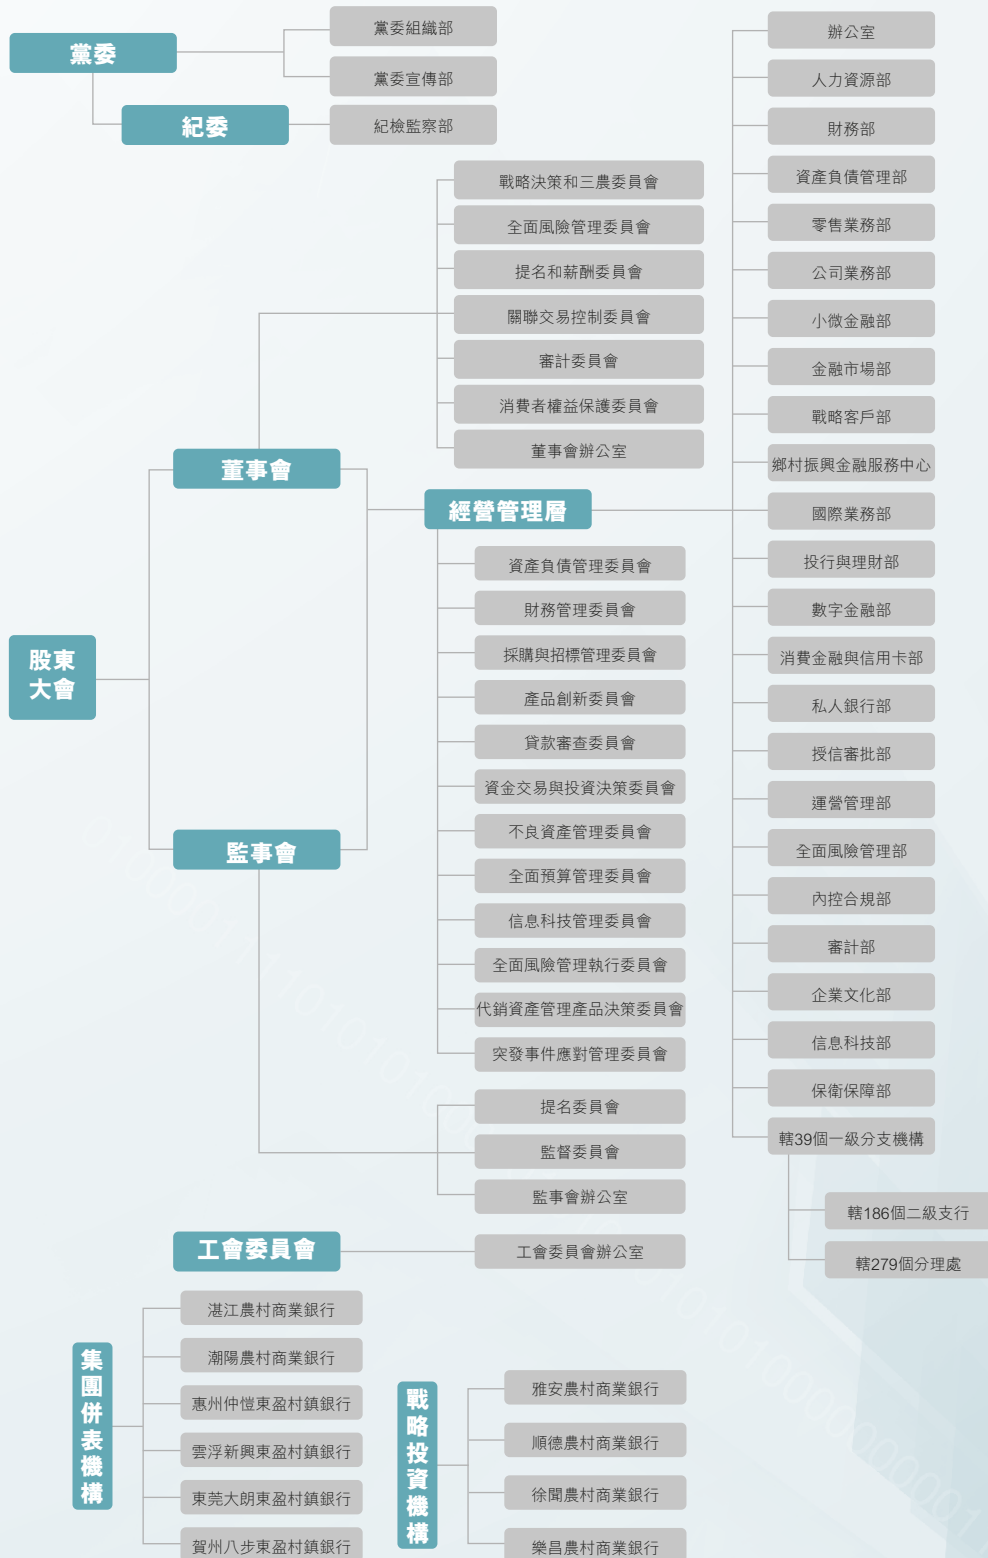 黨委
黨委組織部
黨委宣傳部
紀委
紀檢監察部
股東
大會
董事會
戰略決策和三農委員會
全面風險管理委員會
提名和薪酬委員會
關聯交易控制委員會
審計委員會
消費者權益保護委員會
董事會辦公室
經營管理層
資產負債管理委員會
財務管理委員會
採購與招標管理委員會
產品創新委員會
貸款審查委員會
資金交易與投資決策委員會
不良資產管理委員會
全面預算管理委員會
信息科技管理委員會
全面風險管理執行委員會
代銷資產管理產品決策委員會
突發事件應對管理委員會
監事會
提名委員會
監督委員會
監事會辦公室
辦公室
人力資源部
財務部
資產負債管理部
零售業務部
公司業務部
小微金融部
金融市場部
戰略客戶部
鄉村振興金融服務中心
國際業務部
投行與理財部
數字金融部
消費金融與信用卡部
私人銀行部
授信審批部
運營管理部
全面風險管理部
內控合規部
審計部
企業文化部
信息科技部
保衛保障部
轄39個一級分支機構
轄186個二級支行
轄279個分理處
工會委員會
工會委員會辦公室
集團併表機構
湛江農村商業銀行
潮陽農村商業銀行
惠州仲愷東盈村鎮銀行
雲浮新興東盈村鎮銀行
東莞大朗東盈村鎮銀行
賀州八步東盈村鎮銀行
戰略投資機構
雅安農村商業銀行
順德農村商業銀行
徐聞農村商業銀行
樂昌農村商業銀行